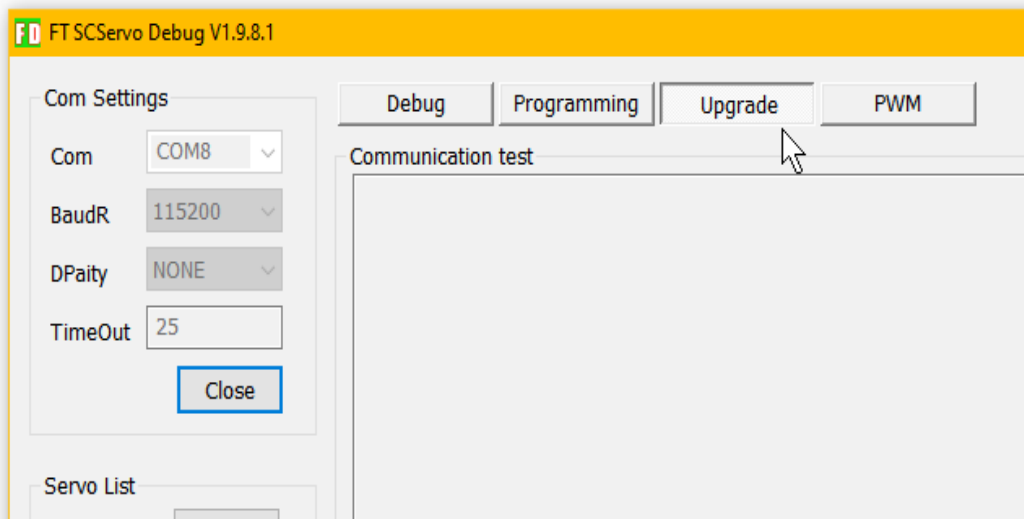 FD FT SCServo Debug V1.9.8.1
Com Settings
Com COM8
BaudR 115200
DPaity NONE
TimeOut 25
Close
Servo List
Debug Programming Upgrade PWM
Communication test